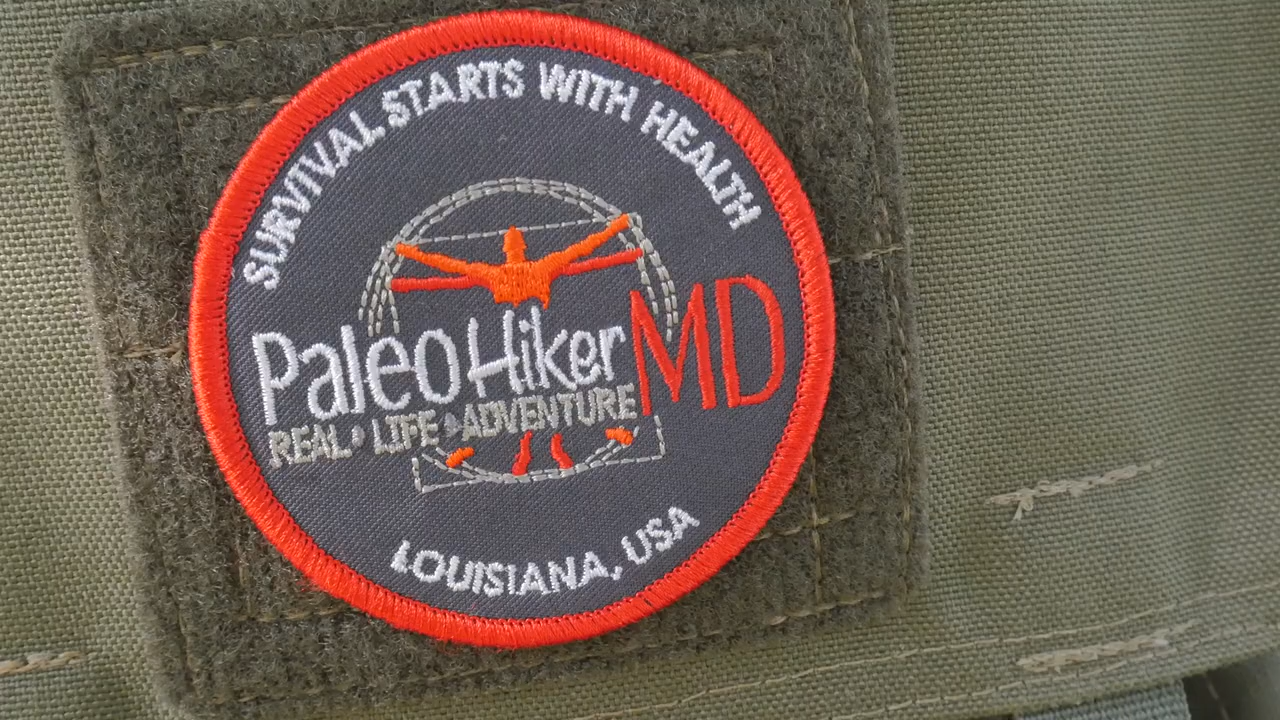 SURVIVAL STARTS WITH HEALTH
PaleoHikerMD
REAL LIFE ADVENTURE
LOUISIANA, USA